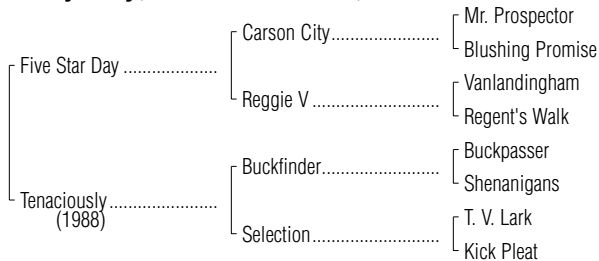 Mr. Prospector
Carson City......................
Blushing Promise
Five Star Day ...................
Vanlandingham
Reggie V ..........................
Regent's Walk
Buckpasser
Buckfinder........................
Shenanigans
Tenaciously......................
(1988)
T. V. Lark
Selection..........................
Kick Pleat